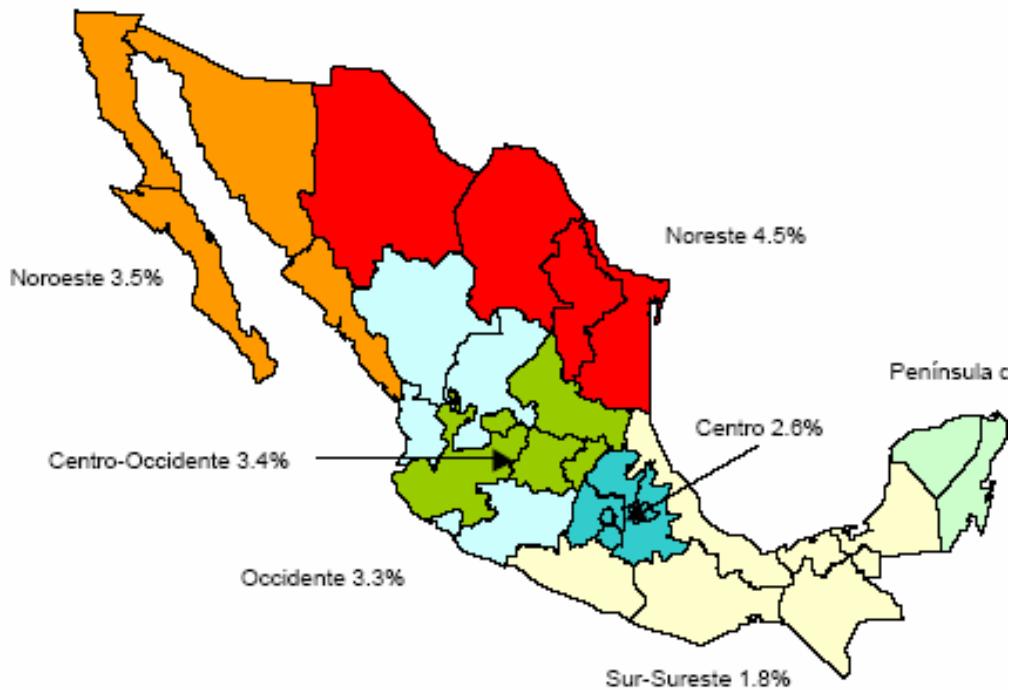 Noreste 4.5%
Noroeste 3.5%
Península
Centro 2.6%
Centro-Occidente 3.4%
Occidente 3.3%
Sur-Sureste 1.8%